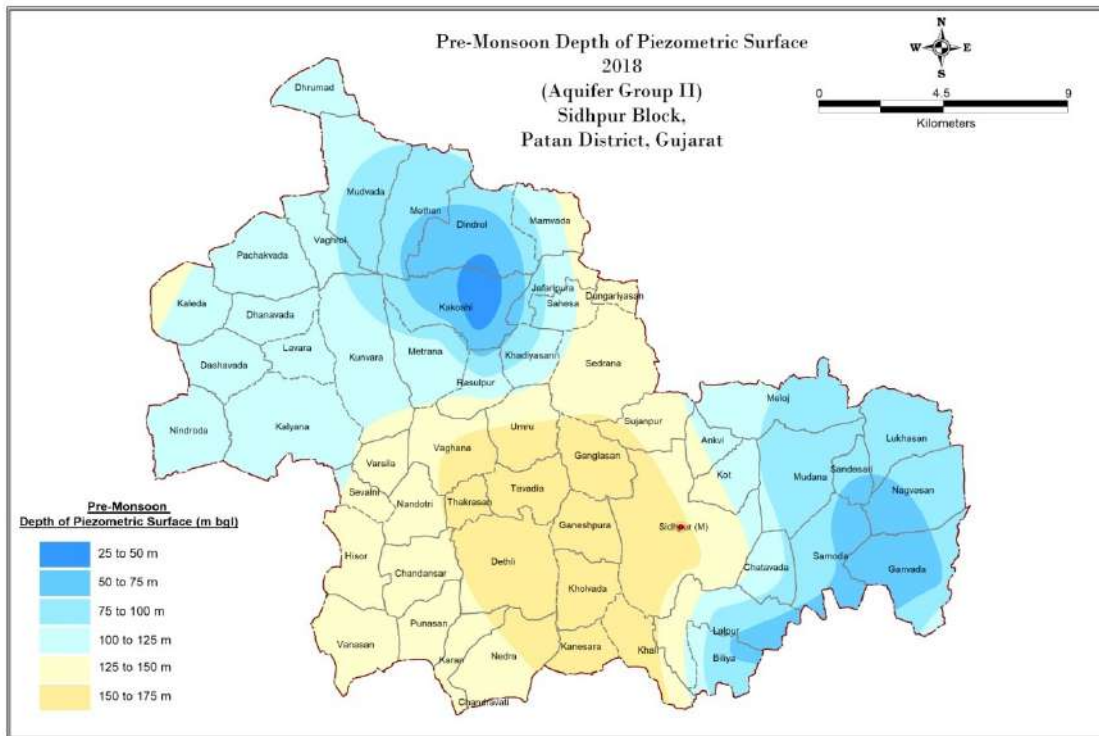 Pre-Monsoon Depth of Piezometric Surface
2018
(Aquifer Group II)
Sidhpur Block,
Patan District, Gujarat
N
W E
S
0 4.5 9
Kilometers
Dhrumad
Mudvada
Methan
Dindrol
Mamvada
Vaghrol
Pachakvada
Kaleda
Dhanavada
Kakoshi
Jafaripura
Sahesa
Dungariyasan
Lavara
Dashavada
Kunvara
Metrana
Khadiyasann
Sedrana
Rasulpur
Nindroda
Kalyana
Meloj
Umru
Sujanpur
Ankvi
Lukhasan
Varsila
Vaghana
Ganglasan
Kot
Mudana
Sandesari
Nagvasan
Sevalni
Nandotri
Thakrasan
Tavadia
Ganeshpura
Sidhpur (M)
Hisor
Chandansar
Dethli
Samoda
Ganvada
Chatavada
Kholvada
Punasan
Vanasan
Karan
Nedra
Kanesara
Khali
Lalpur
Biliya
Chandravati
Pre-Monsoon
Depth of Piezometric Surface (m bgl)
25 to 50 m
50 to 75 m
75 to 100 m
100 to 125 m
125 to 150 m
150 to 175 m